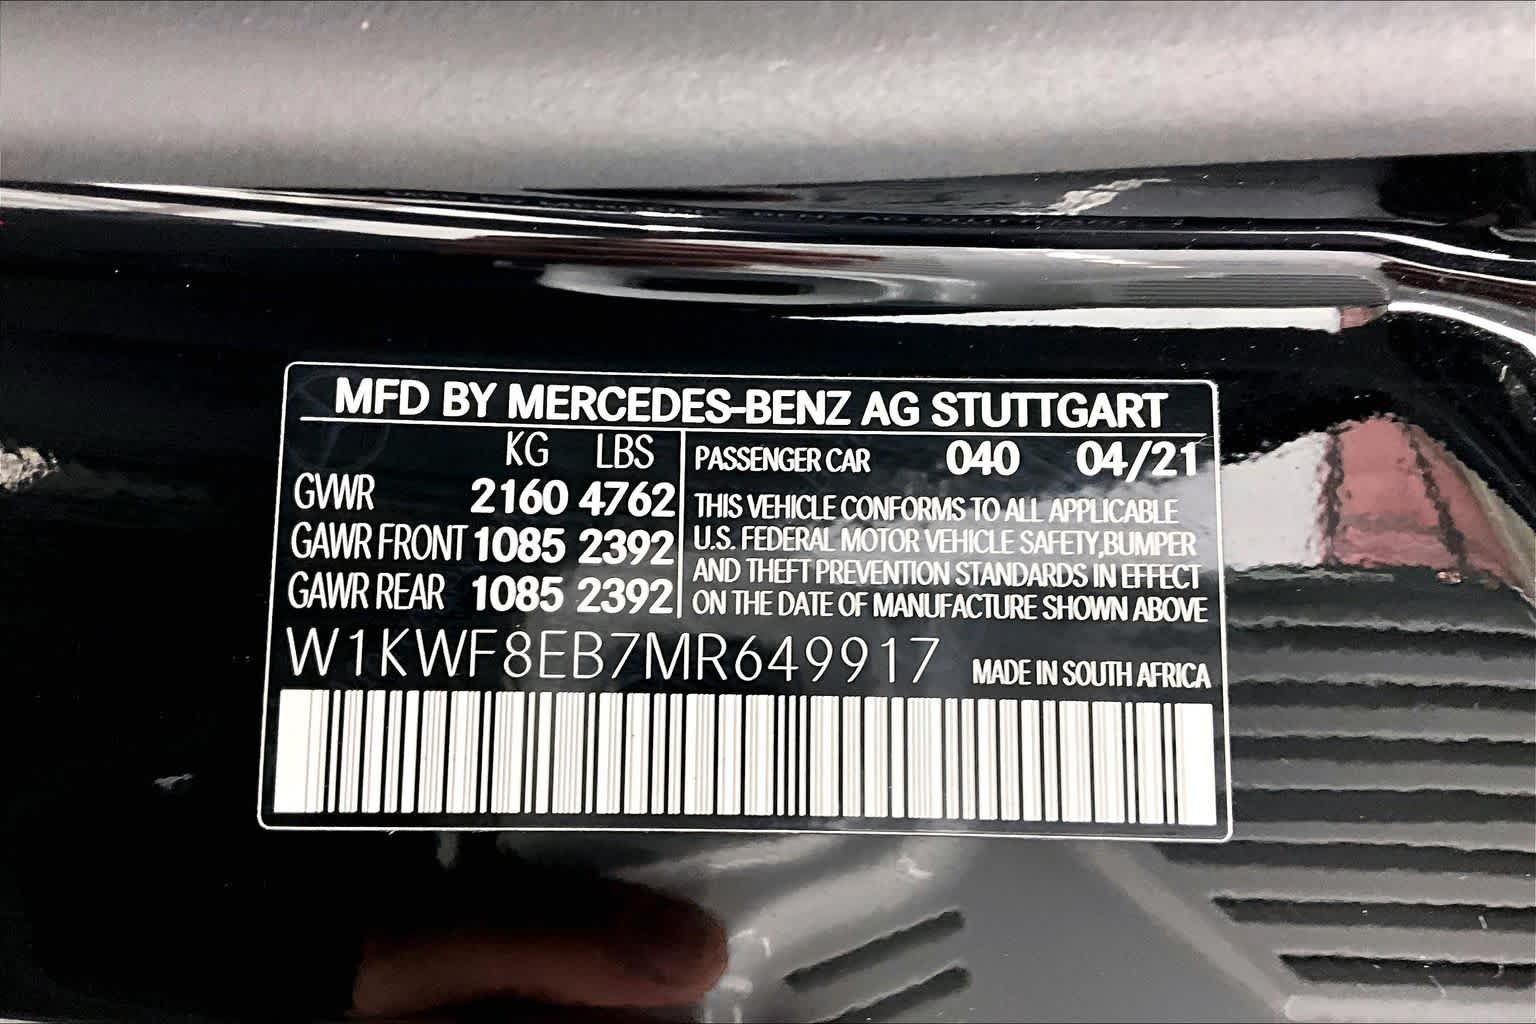 MFD BY MERCEDES-BENZ AG STUTTGART
KG LBS
GVWR 2160 4762
GAWR FRONT 1085 2392
GAWR REAR 1085 2392
PASSENGER CAR 040 04/21
THIS VEHICLE CONFORMS TO ALL APPLICABLE
U.S. FEDERAL MOTOR VEHICLE SAFETY,BUMPER
AND THEFT PREVENTION STANDARDS IN EFFECT
ON THE DATE OF MANUFACTURE SHOWN ABOVE
W1KWF8EB7MR649917 MADE IN SOUTH AFRICA